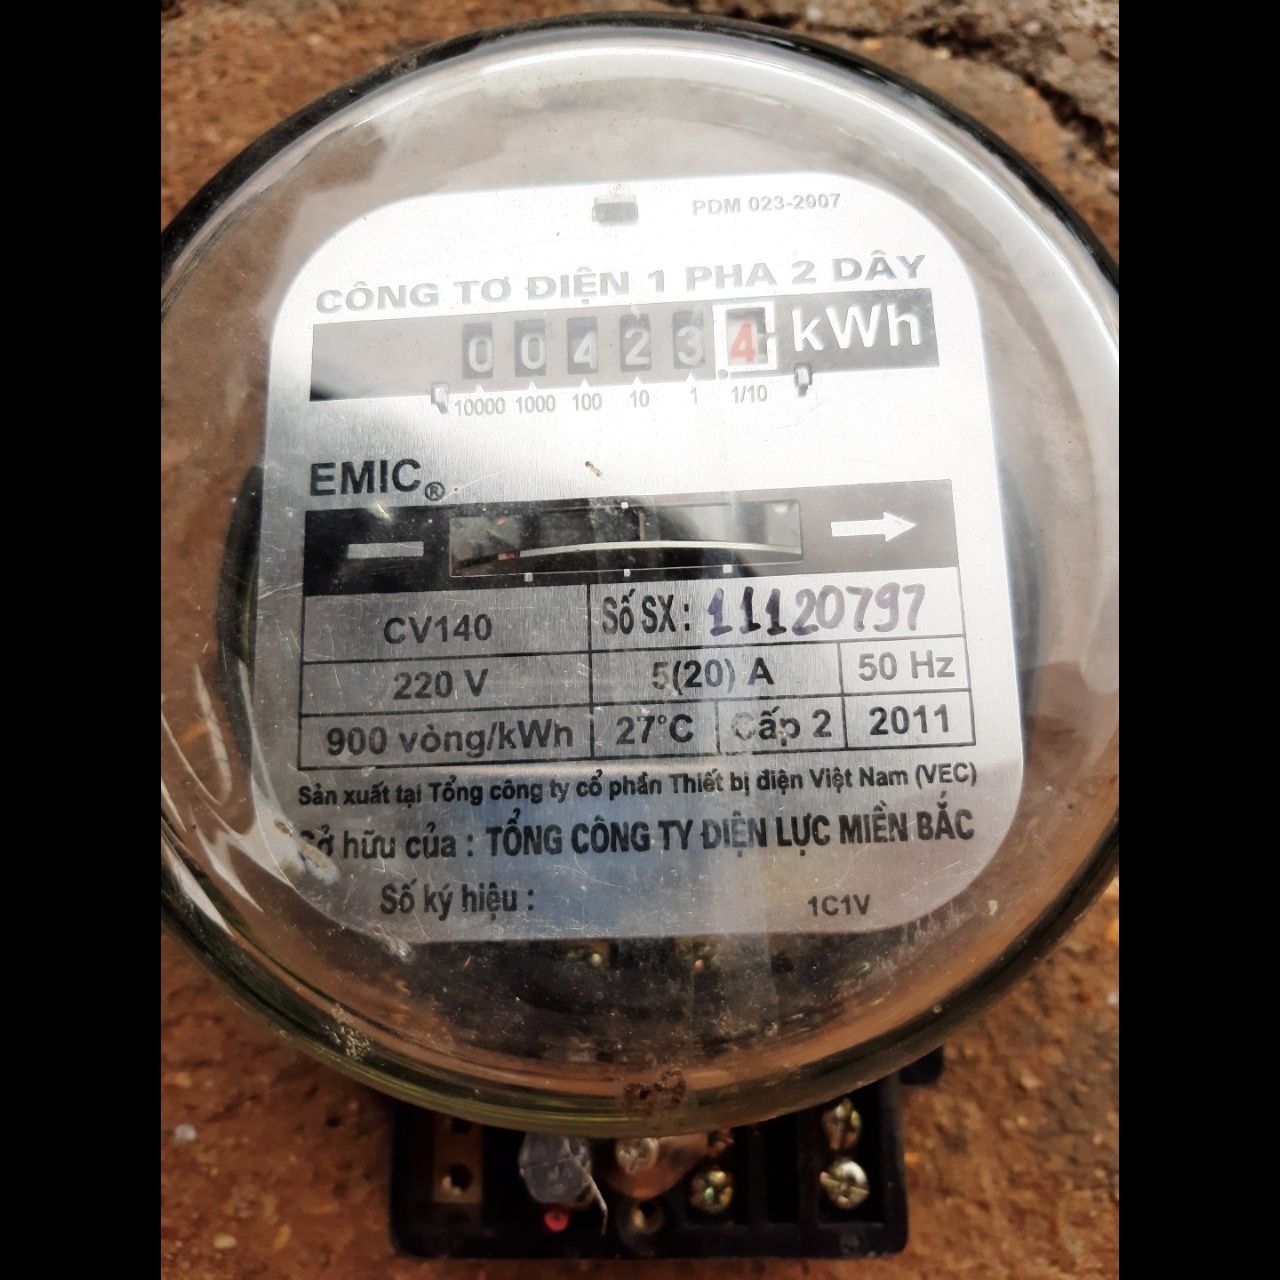 PDM 023-2007
CÔNG TƠ ĐIỆN 1 PHA 2 DÂY
0 0 4 2 3 4 kWh
10000 1000 100 10 1 1/10
EMIC®
CV140 Số SX: 11120797
220 V 5(20) A 50 Hz
900 vòng/kWh 27°C Cấp 2 2011
Sản xuất tại Tổng công ty cổ phần Thiết bị điện Việt Nam (VEC)
Sở hữu của : TỔNG CÔNG TY ĐIỆN LỰC MIỀN BẮC
Số ký hiệu : 1C1V